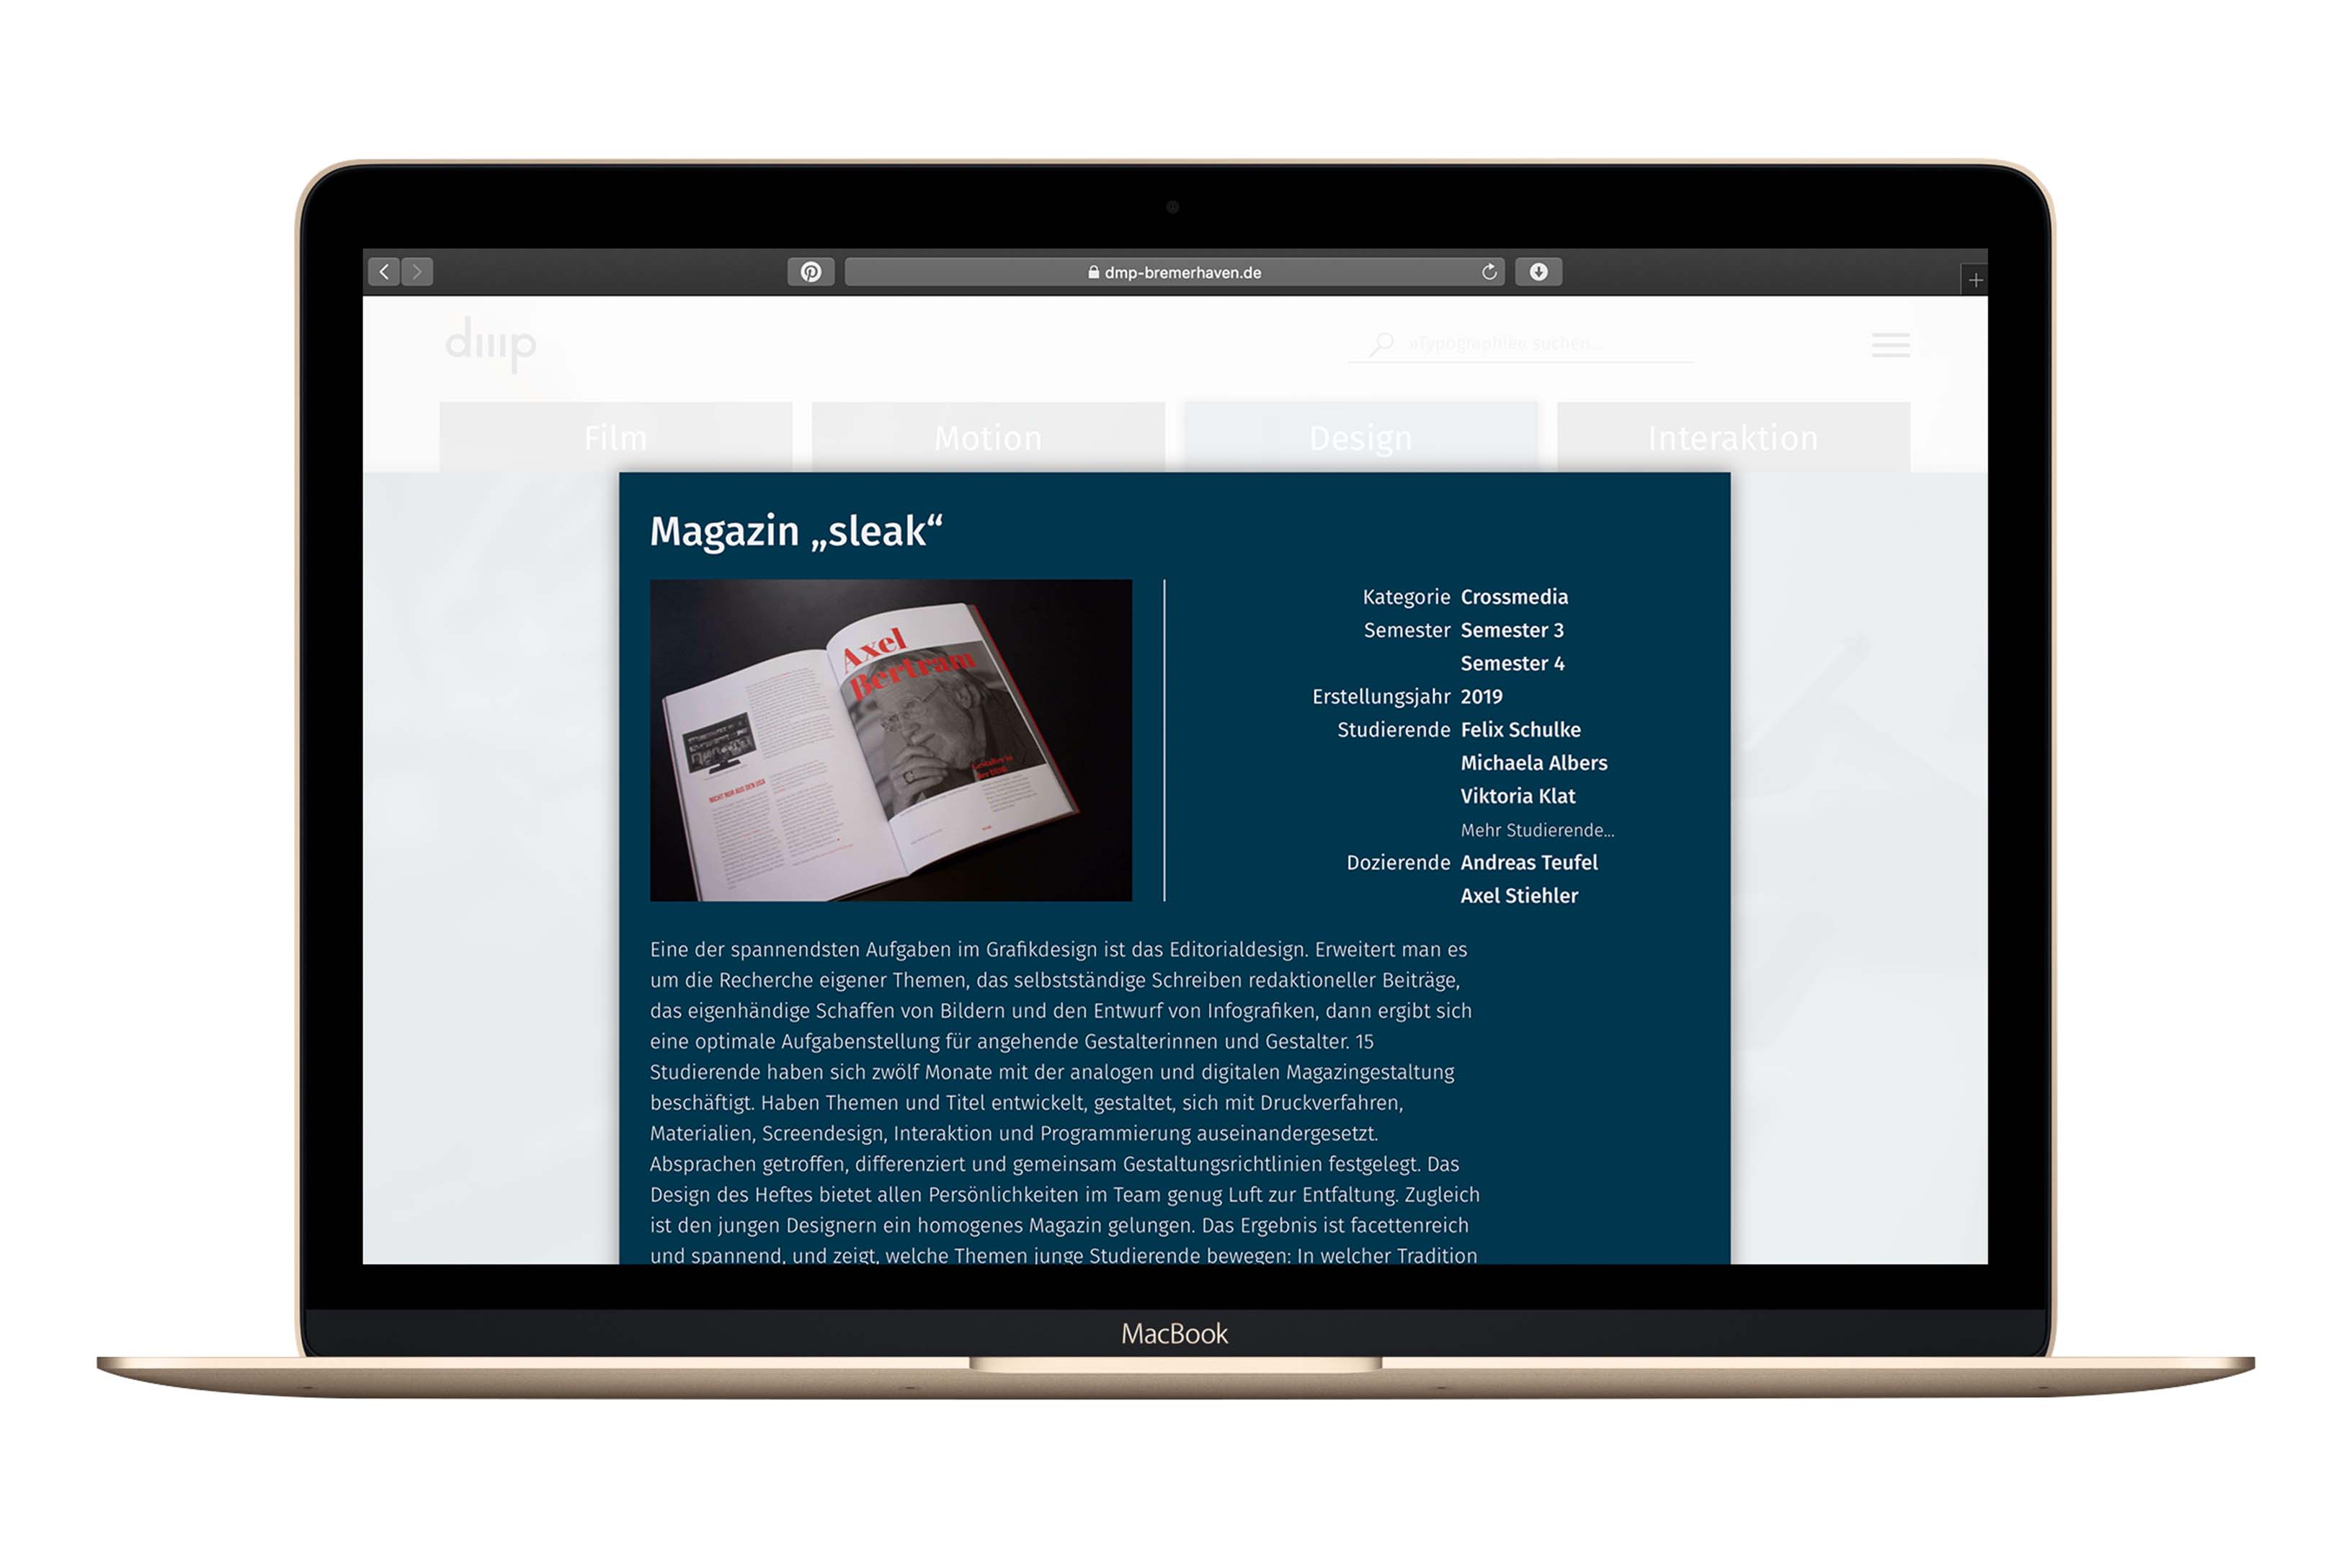 dmp-bremerhaven.de
dmp
»Typographie« suchen...
Film Motion Design Interaktion
Magazin „sleak“
Axel
Bertram
Gestalter in
NICHT NUR AUS DEN USA
Kategorie Crossmedia
Semester Semester 3
Semester 4
Erstellungsjahr 2019
Studierende Felix Schulke
Michaela Albers
Viktoria Klat
Mehr Studierende...
Dozierende Andreas Teufel
Axel Stiehler
Eine der spannendsten Aufgaben im Grafikdesign ist das Editorialdesign. Erweitert man es
um die Recherche eigener Themen, das selbstständige Schreiben redaktioneller Beiträge,
das eigenhändige Schaffen von Bildern und den Entwurf von Infografiken, dann ergibt sich
eine optimale Aufgabenstellung für angehende Gestalterinnen und Gestalter. 15
Studierende haben sich zwölf Monate mit der analogen und digitalen Magazingestaltung
beschäftigt. Haben Themen und Titel entwickelt, gestaltet, sich mit Druckverfahren,
Materialien, Screendesign, Interaktion und Programmierung auseinandergesetzt.
Absprachen getroffen, differenziert und gemeinsam Gestaltungsrichtlinien festgelegt. Das
Design des Heftes bietet allen Persönlichkeiten im Team genug Luft zur Entfaltung. Zugleich
ist den jungen Designern ein homogenes Magazin gelungen. Das Ergebnis ist facettenreich
und spannend, und zeigt, welche Themen junge Studierende bewegen: In welcher Tradition
MacBook